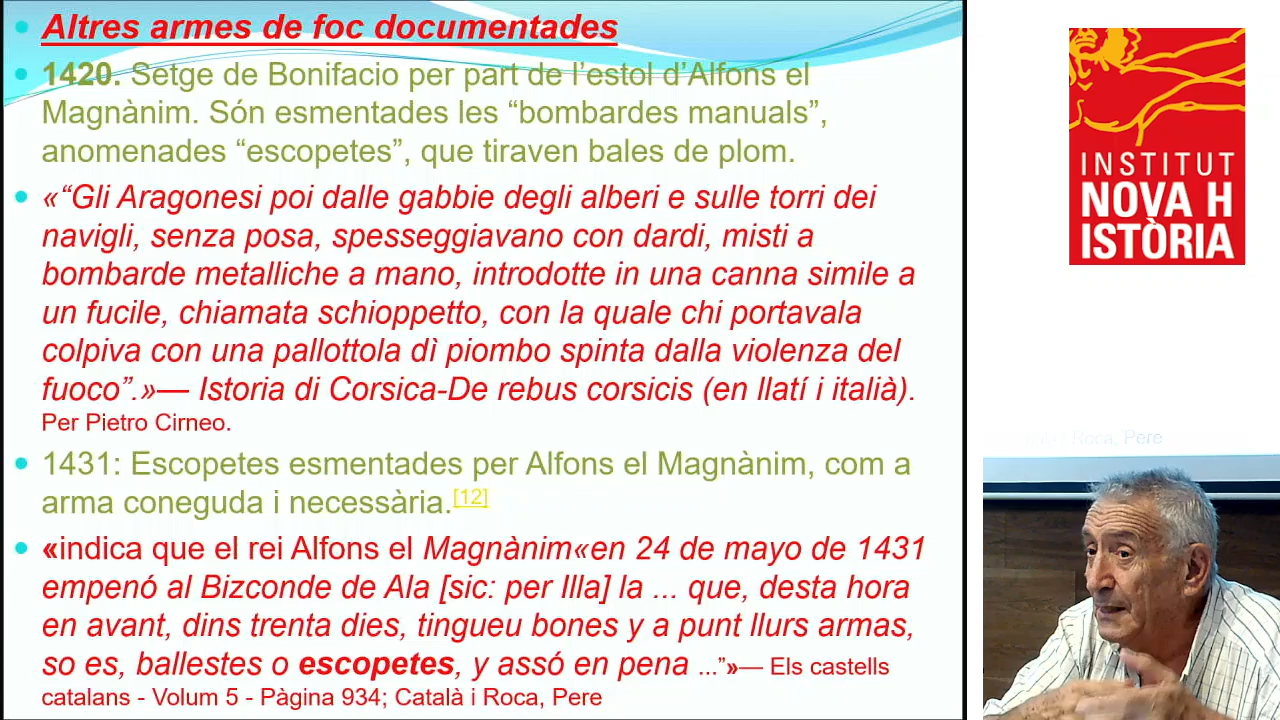 Altres armes de foc documentades
1420. Setge de Bonifacio per part de l’estol d’Alfons el
Magnànim. Són esmentades les “bombardes manuals”,
anomenades “escopetes”, que tiraven bales de plom.
«“Gli Aragonesi poi dalle gabbie degli alberi e sulle torri dei
navigli, senza posa, spesseggiavano con dardi, misti a
bombarde metalliche a mano, introdotte in una canna simile a
un fucile, chiamata schioppetto, con la quale chi portavala
colpiva con una pallottola dì piombo spinta dalla violenza del
fuoco”.»— Istoria di Corsica-De rebus corsicis (en llatí i italià).
Per Pietro Cirneo.
1431: Escopetes esmentades per Alfons el Magnànim, com a
arma coneguda i necessària.[12]
«indica que el rei Alfons el Magnànim«en 24 de mayo de 1431
empenó al Bizconde de Ala [sic: per Illa] la ... que, desta hora
en avant, dins trenta dies, tingueu bones y a punt llurs armas,
so es, ballestes o escopetes, y assó en pena ...”»— Els castells
catalans - Volum 5 - Pàgina 934; Català i Roca, Pere
INSTITUT
NOVA H
ISTÒRIA
Roca, Pere